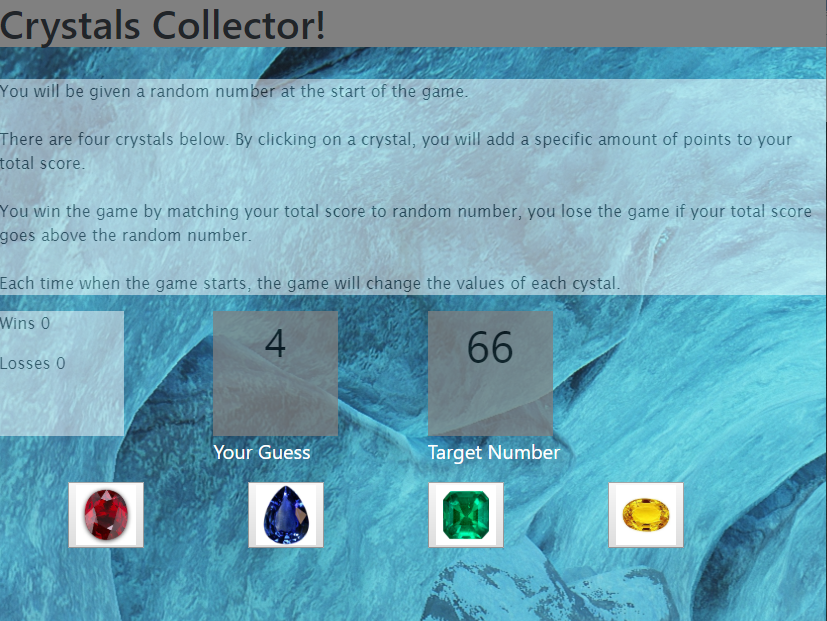 Crystals Collector!
You will be given a random number at the start of the game.
There are four crystals below. By clicking on a crystal, you will add a specific amount of points to your
total score.
You win the game by matching your total score to random number, you lose the game if your total score
goes above the random number.
Each time when the game starts, the game will change the values of each cystal.
Wins 0
Losses 0
4
Your Guess
66
Target Number